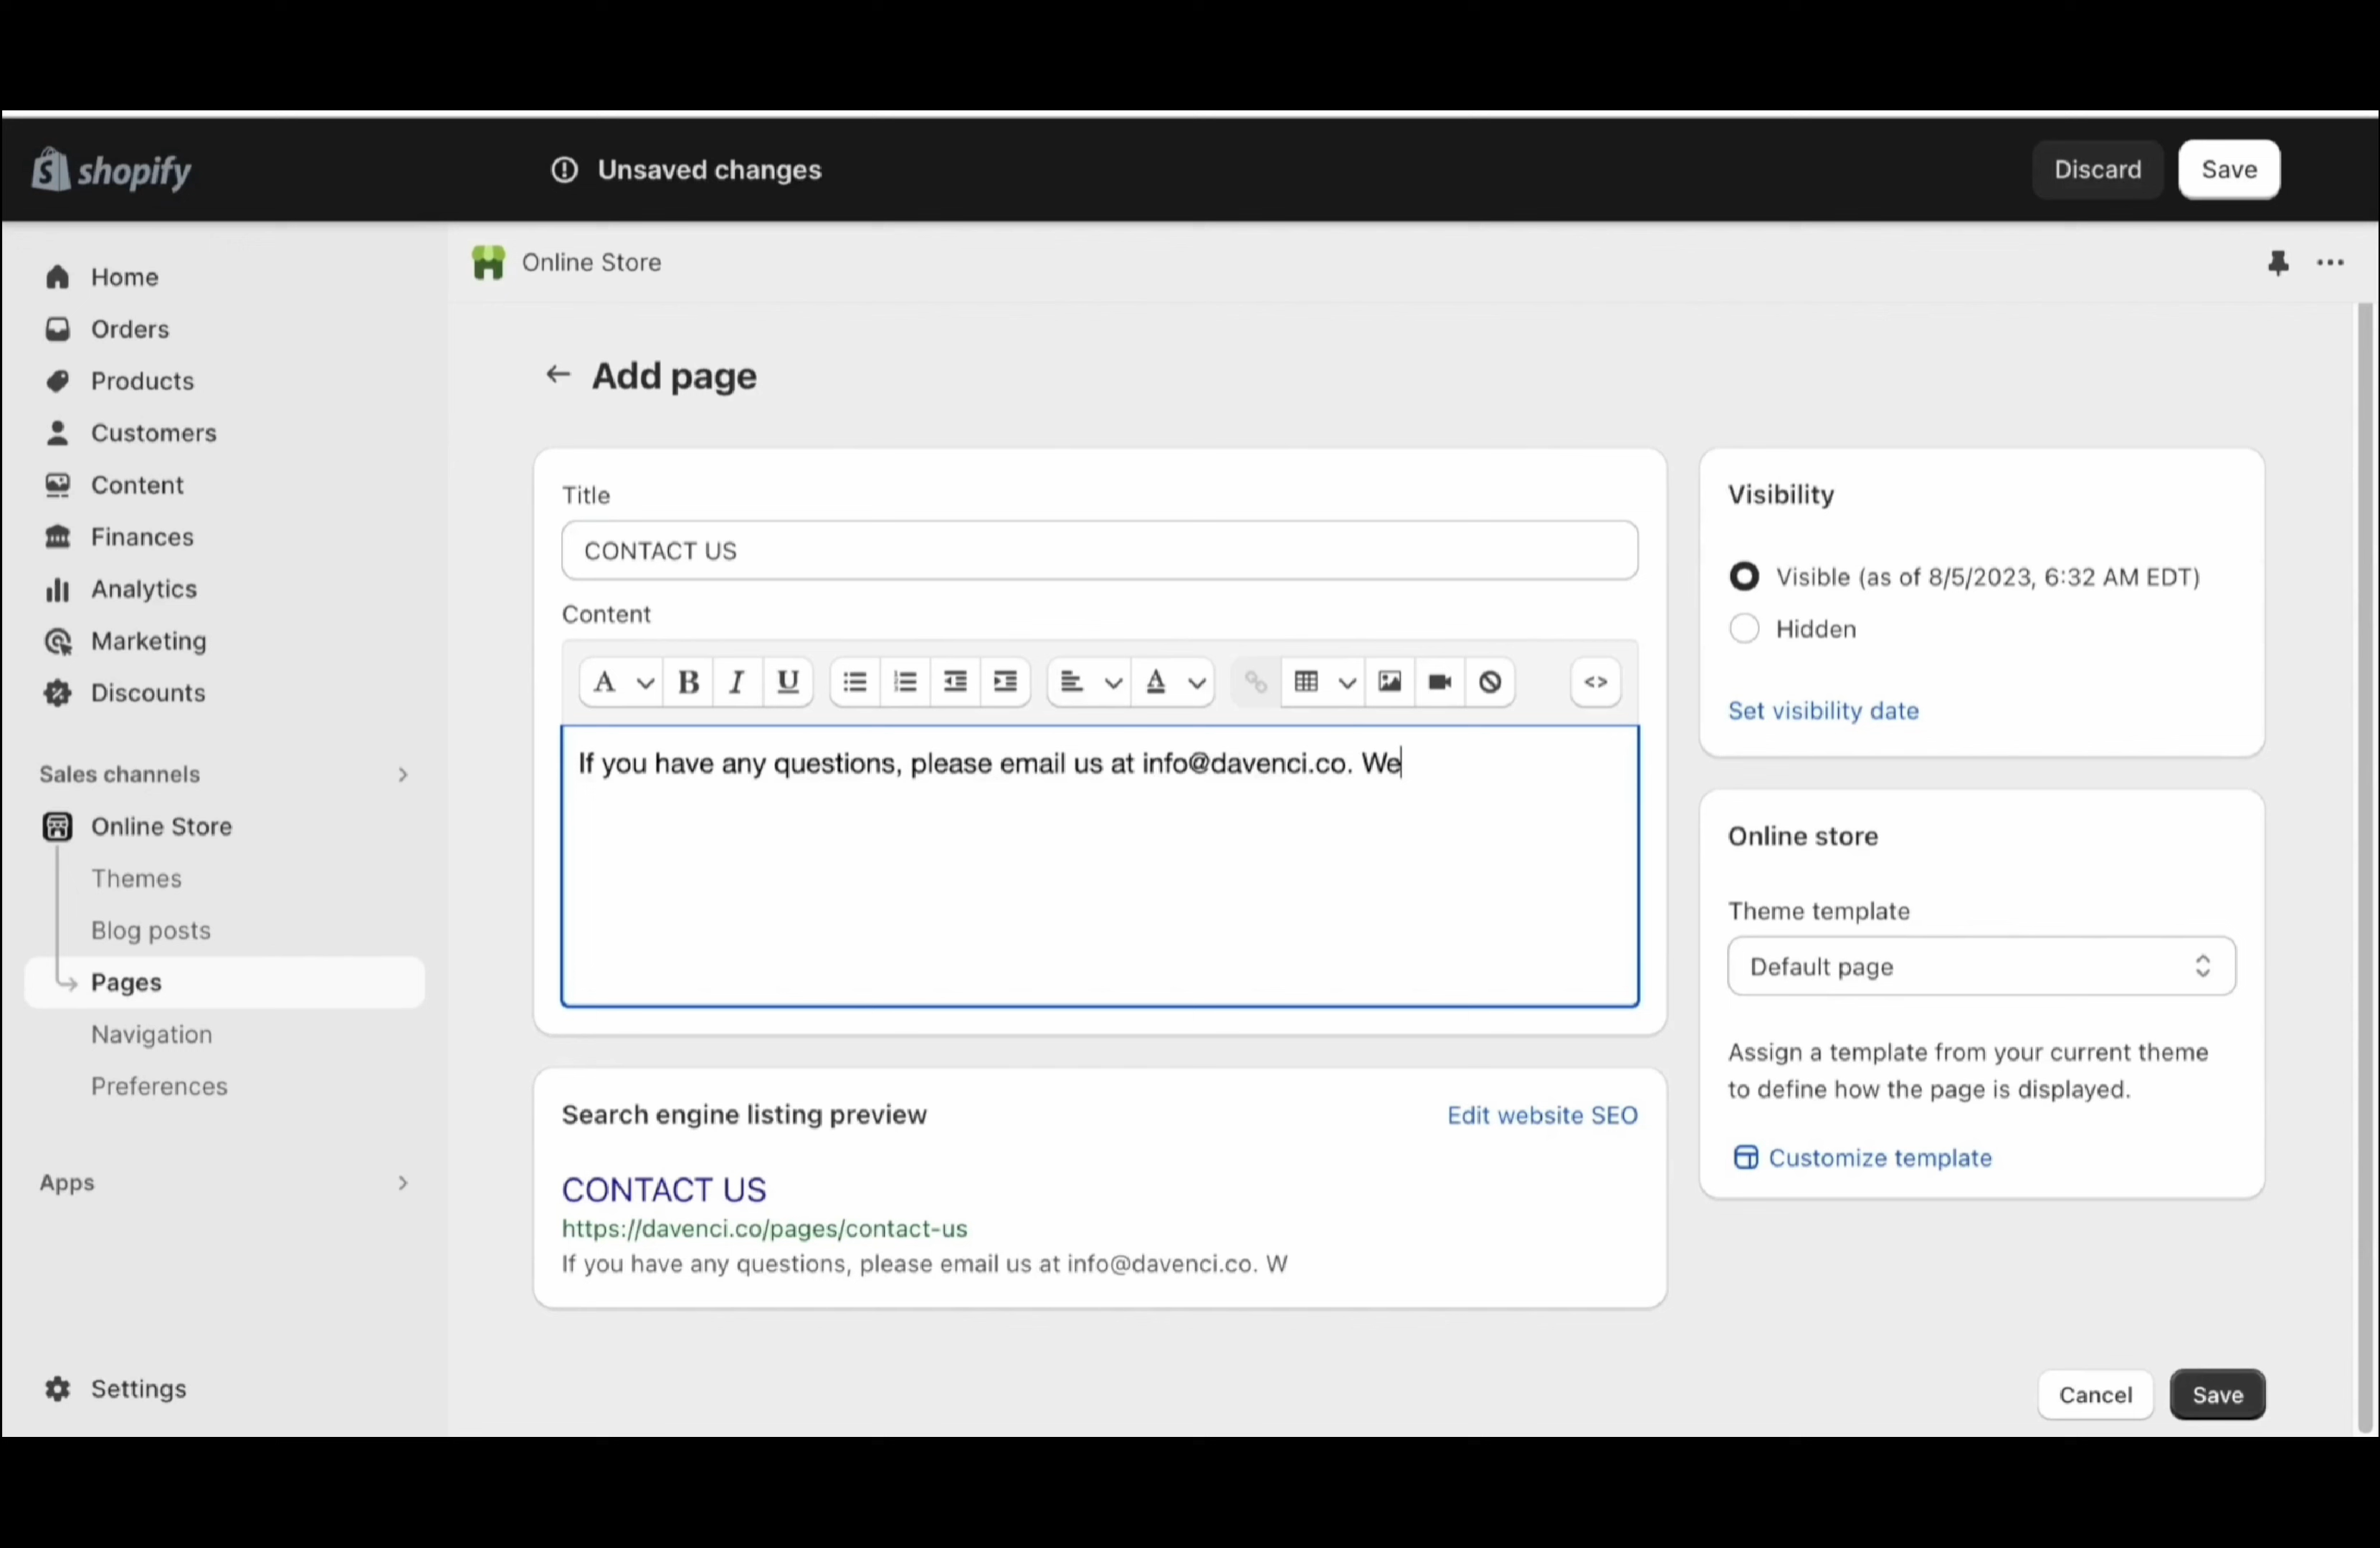 shopify
Unsaved changes
Discard
Save
Home
Orders
Products
Customers
Content
Finances
Analytics
Marketing
Discounts
Sales channels
Online Store
Themes
Blog posts
Pages
Navigation
Preferences
Apps
Settings
Online Store
Add page
Title
CONTACT US
Content
A B I U A <>
If you have any questions, please email us at info@davenci.co. We
Search engine listing preview
Edit website SEO
CONTACT US
https://davenci.co/pages/contact-us
If you have any questions, please email us at info@davenci.co. W
Visibility
Visible (as of 8/5/2023, 6:32 AM EDT)
Hidden
Set visibility date
Online store
Theme template
Default page
Assign a template from your current theme
to define how the page is displayed.
Customize template
Cancel
Save